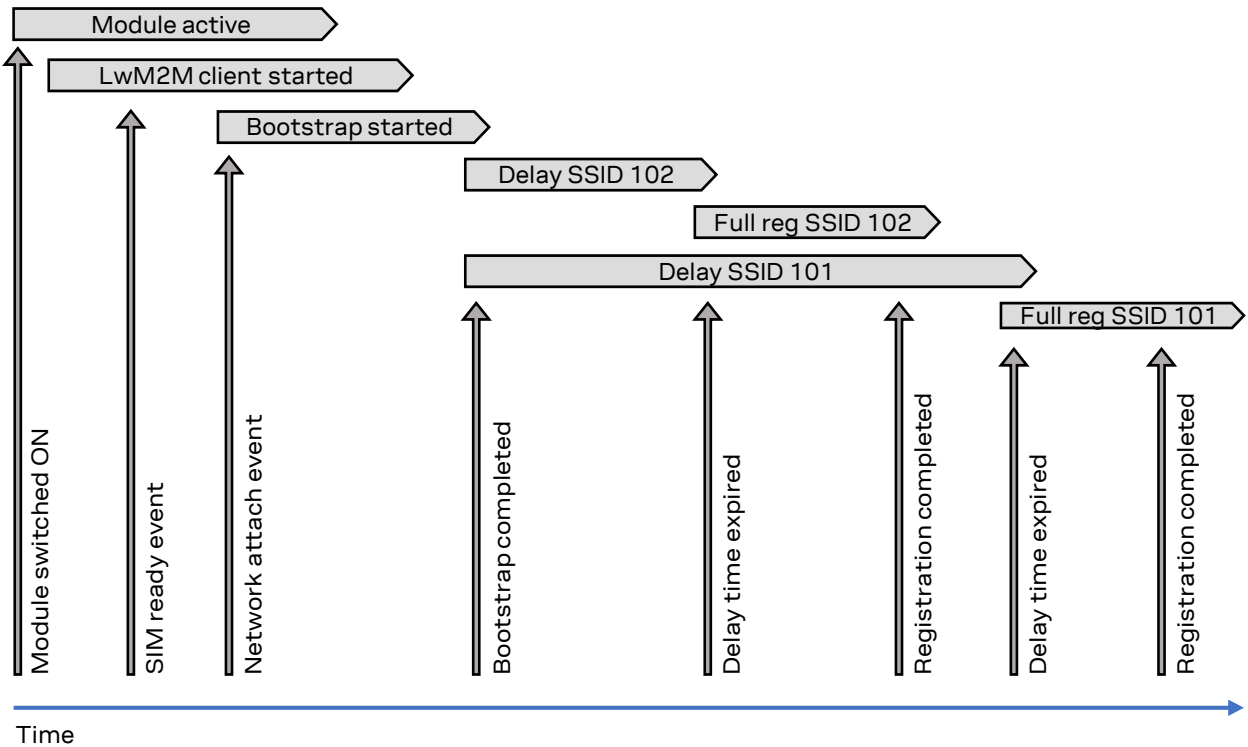 Module active
LwM2M client started
Bootstrap started
Delay SSID 102
Full reg SSID 102
Delay SSID 101
Full reg SSID 101
Module switched ON
SIM ready event
Network attach event
Bootstrap completed
Delay time expired
Registration completed
Delay time expired
Registration completed
Time